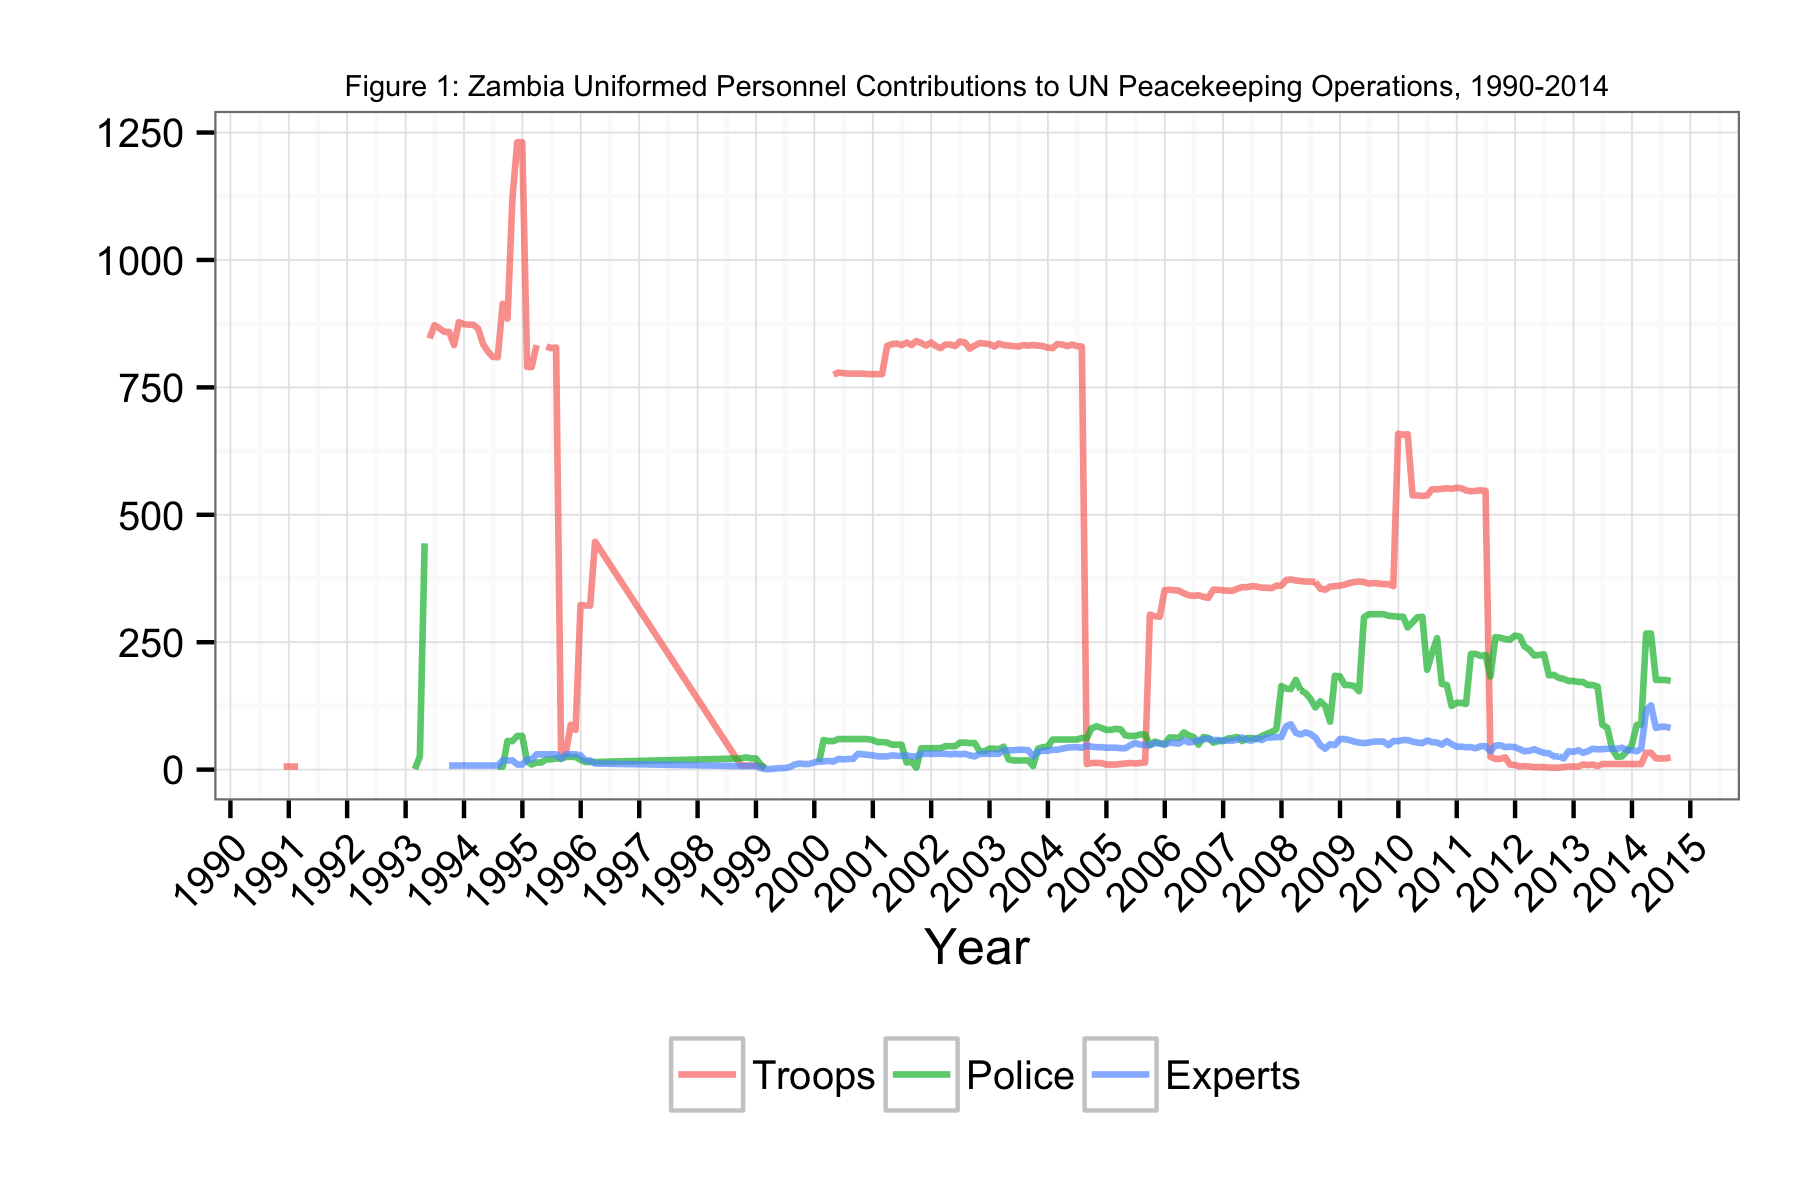 Figure 1: Zambia Uniformed Personnel Contributions to UN Peacekeeping Operations, 1990-2014
1250
1000
750
500
250
0
1990 1991 1992 1993 1994 1995 1996 1997 1998 1999 2000 2001 2002 2003 2004 2005 2006 2007 2008 2009 2010 2011 2012 2013 2014 2015
Year
Troops Police Experts